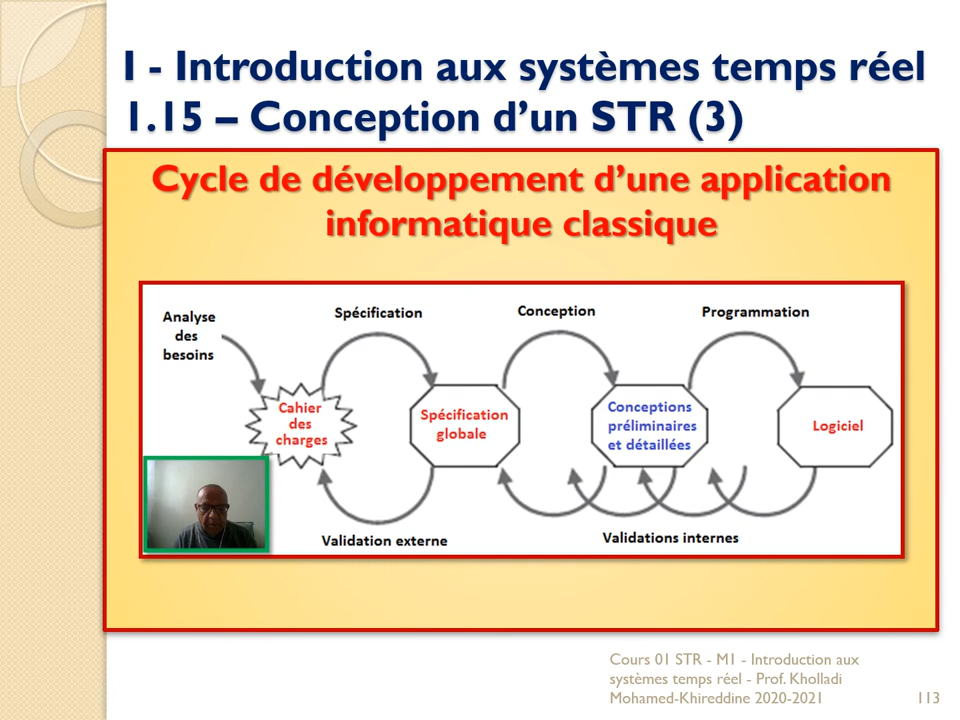 I - Introduction aux systèmes temps réel
1.15 – Conception d’un STR (3)
Cycle de développement d’une application
informatique classique
Analyse
des
besoins
Spécification
Conception
Programmation
Cahier
des
charges
Spécification
globale
Conceptions
préliminaires
et détaillées
Logiciel
Validation externe
Validations internes
Cours 01 STR - M1 - Introduction aux
systèmes temps réel - Prof. Kholladi
Mohamed-Khireddine 2020-2021
113